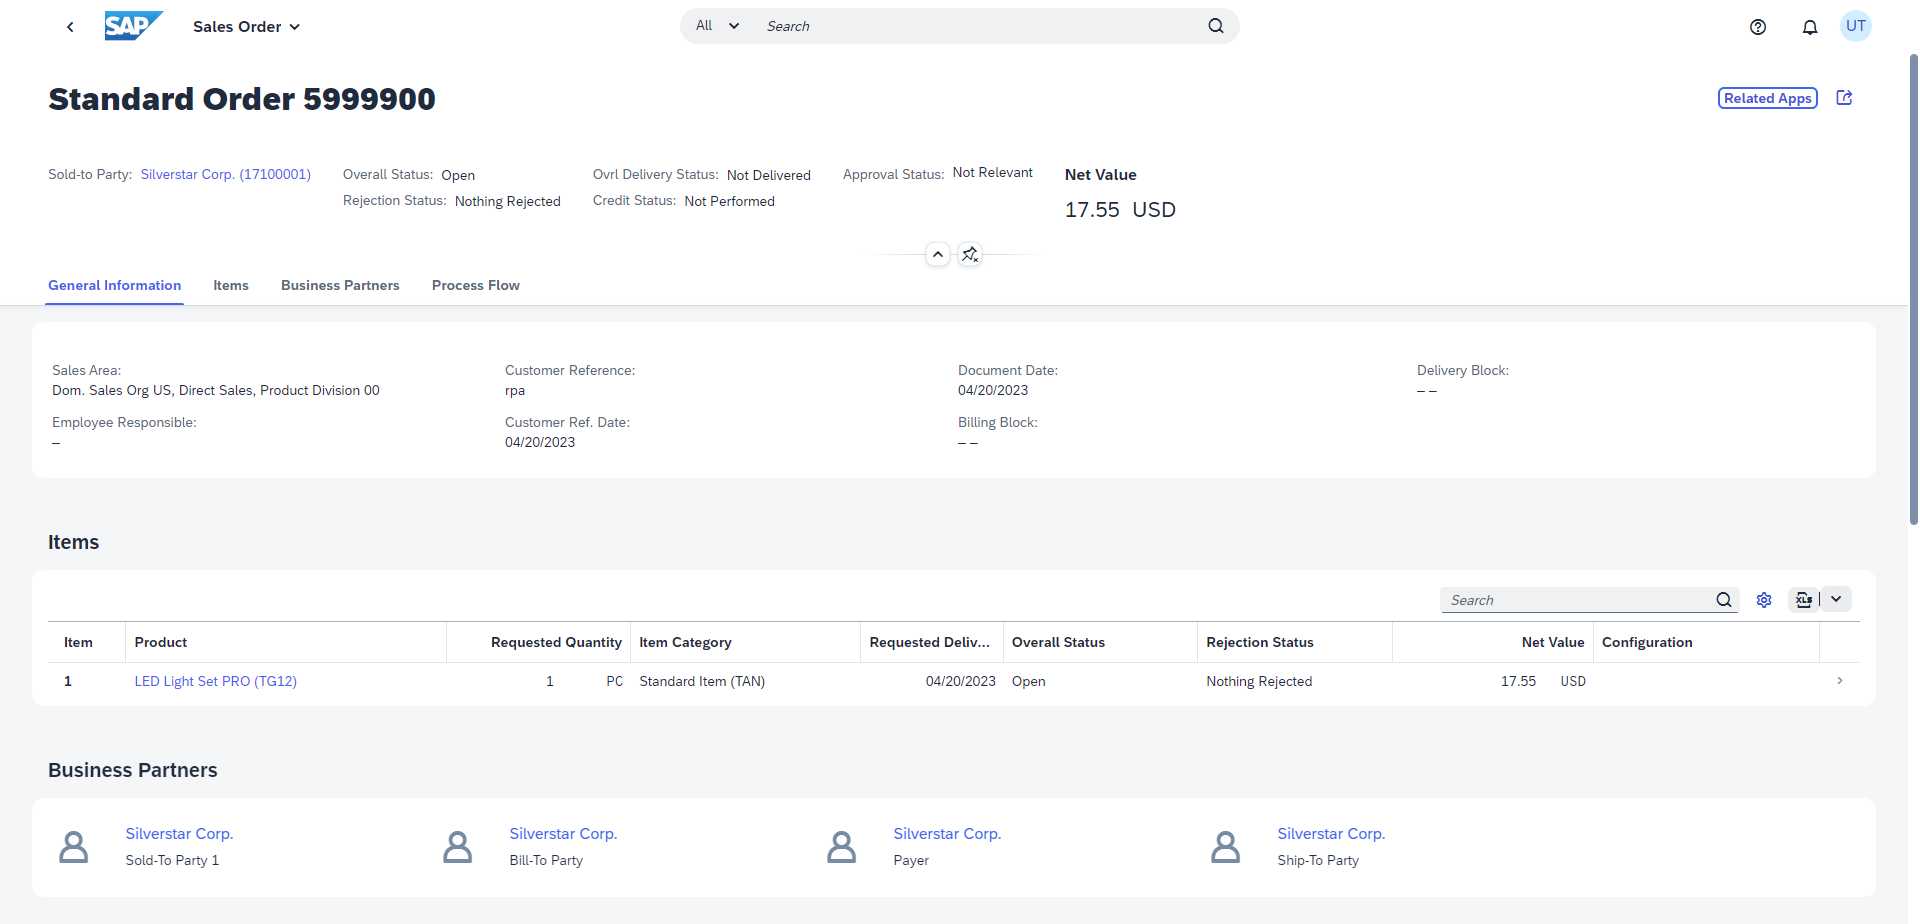 SAP Sales Order All Search UT
Standard Order 5999900
Related Apps
Sold-to Party: Silverstar Corp. (17100001) Overall Status: Open Ovrl Delivery Status: Not Delivered Approval Status: Not Relevant Net Value
Rejection Status: Nothing Rejected Credit Status: Not Performed 17.55 USD
General Information Items Business Partners Process Flow
Sales Area: Customer Reference: Document Date: Delivery Block:
Dom. Sales Org US, Direct Sales, Product Division 00 rpa 04/20/2023 – –
Employee Responsible: Customer Ref. Date: Billing Block:
– 04/20/2023 – –
Items
Search XLS
Item Product Requested Quantity Item Category Requested Deliv... Overall Status Rejection Status Net Value Configuration
1 LED Light Set PRO (TG12) 1 PC Standard Item (TAN) 04/20/2023 Open Nothing Rejected 17.55 USD
Business Partners
Silverstar Corp. Silverstar Corp. Silverstar Corp. Silverstar Corp.
Sold-To Party 1 Bill-To Party Payer Ship-To Party